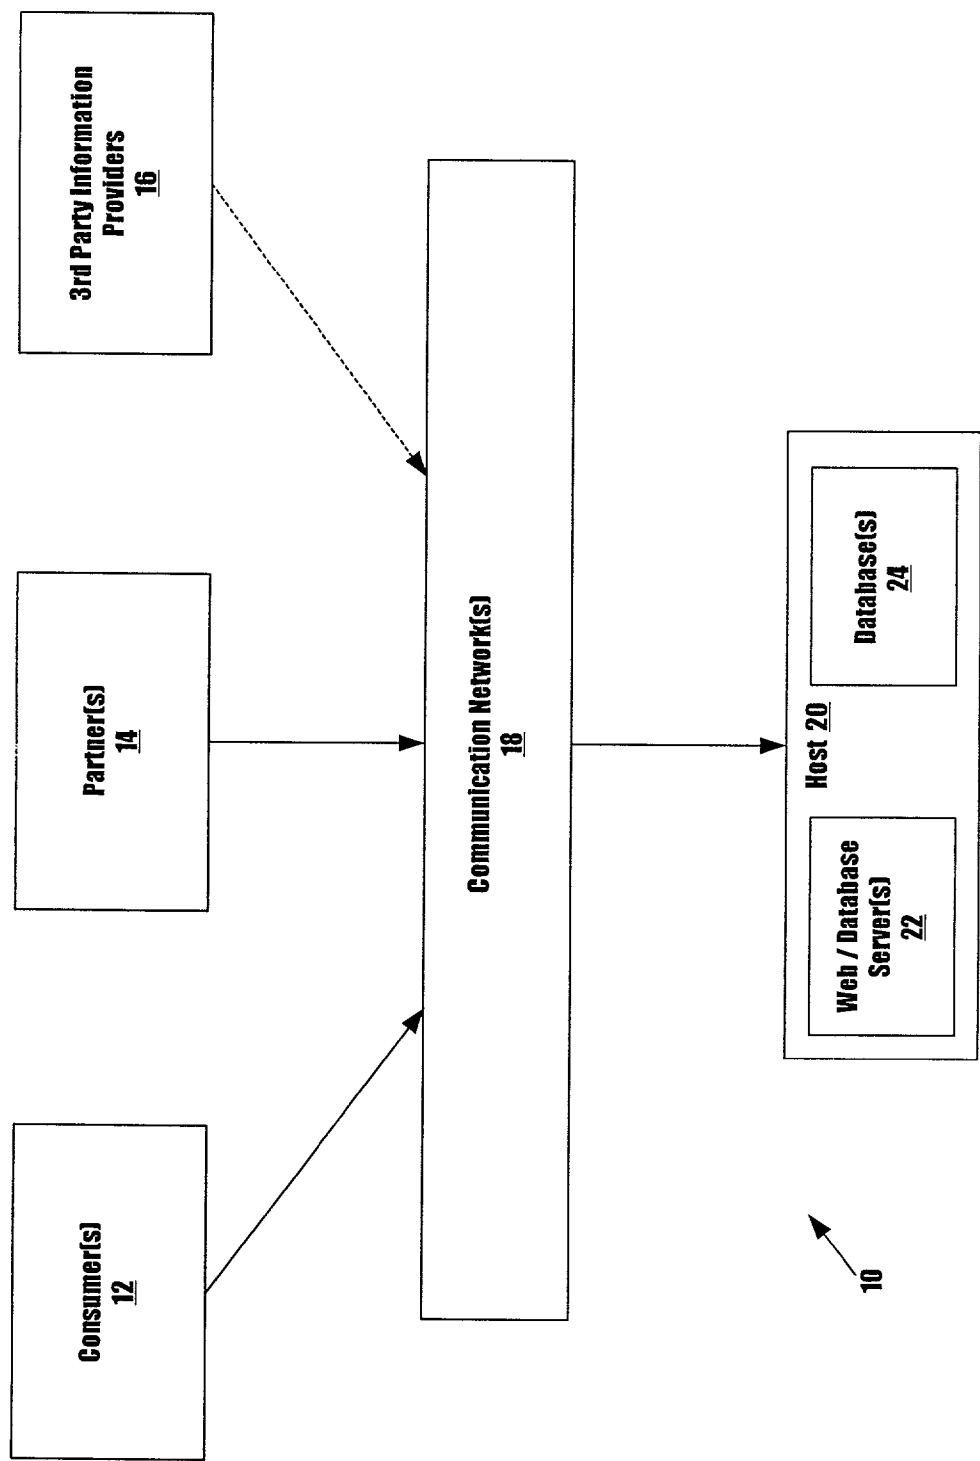 Consumer(s)
12
Partner(s)
14
3rd Party Information
Providers
16
Communication Network(s)
18
Host 20
Web / Database
Server(s)
22
Database(s)
24
10